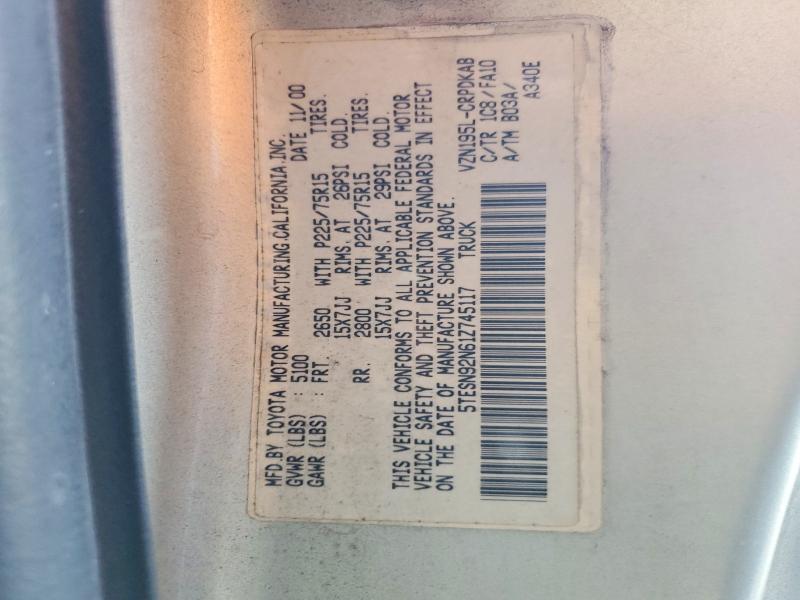 MFD.BY TOYOTA MOTOR MANUFACTURING,CALIFORNIA,INC.
GVWR (LBS) : 5100 DATE 11/00
GAWR (LBS) : FRT. 2650 WITH P225/75R15 TIRES.
15X7JJ RIMS. AT 26PSI COLD.
RR. 2800 WITH P225/75R15 TIRES.
15X7JJ RIMS. AT 29PSI COLD.
THIS VEHICLE CONFORMS TO ALL APPLICABLE FEDERAL MOTOR
VEHICLE SAFETY AND THEFT PREVENTION STANDARDS IN EFFECT
ON THE DATE OF MANUFACTURE SHOWN ABOVE.
5TESN92N61Z745117 TRUCK VZN195L-CRPDKAB
C/TR 1C8/FA10
A/TM B03A/
A340E